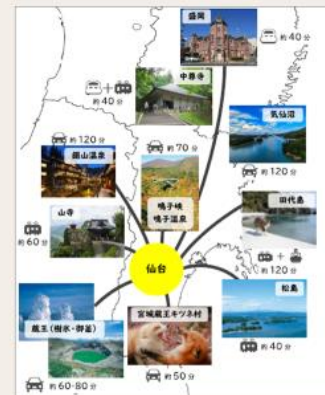 盛岡
約40分
中尊寺
+
約40分
気仙沼
約120分
約120分
銀山温泉
約70分
鳴子峡
鳴子温泉
田代島
+
約120分
山寺
約60分
仙台
松島
約40分
蔵王(樹氷・御釜)
約60-80分
宮城蔵王キツネ村
約50分